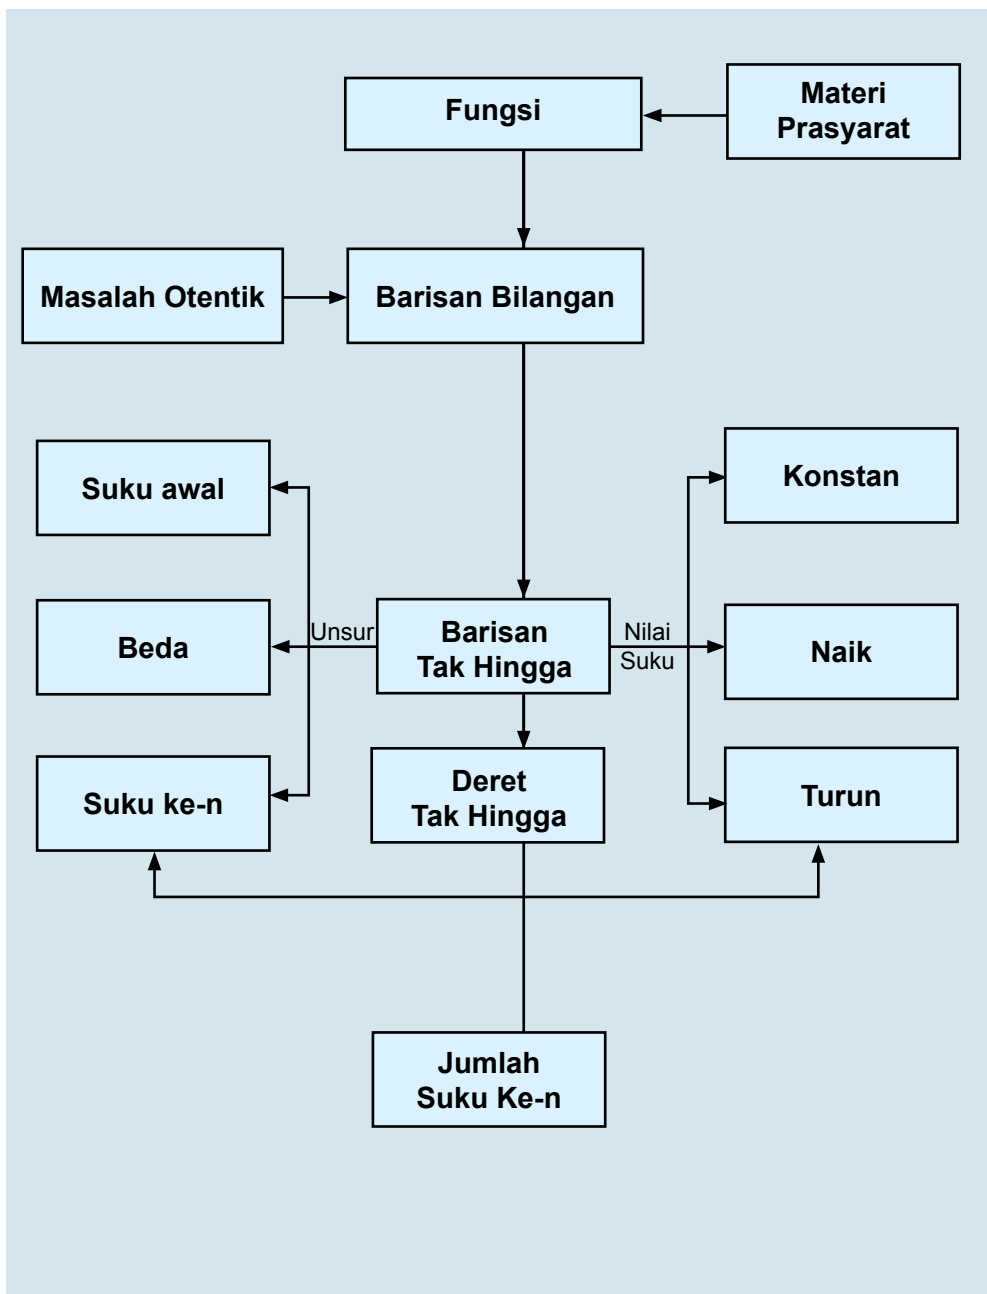 Fungsi
Materi
Prasyarat
Masalah Otentik
Barisan Bilangan
Suku awal
Konstan
Beda
Unsur
Barisan
Tak Hingga
Nilai
Suku
Naik
Suku ke-n
Deret
Tak Hingga
Turun
Jumlah
Suku Ke-n